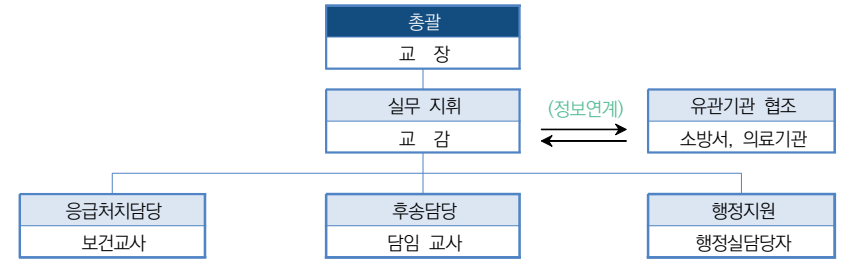 총괄
교 장
실무 지휘
(정보연계)
유관기관 협조
교 감
소방서, 의료기관
응급처치담당
후송담당
행정지원
보건교사
담임 교사
행정실담당자